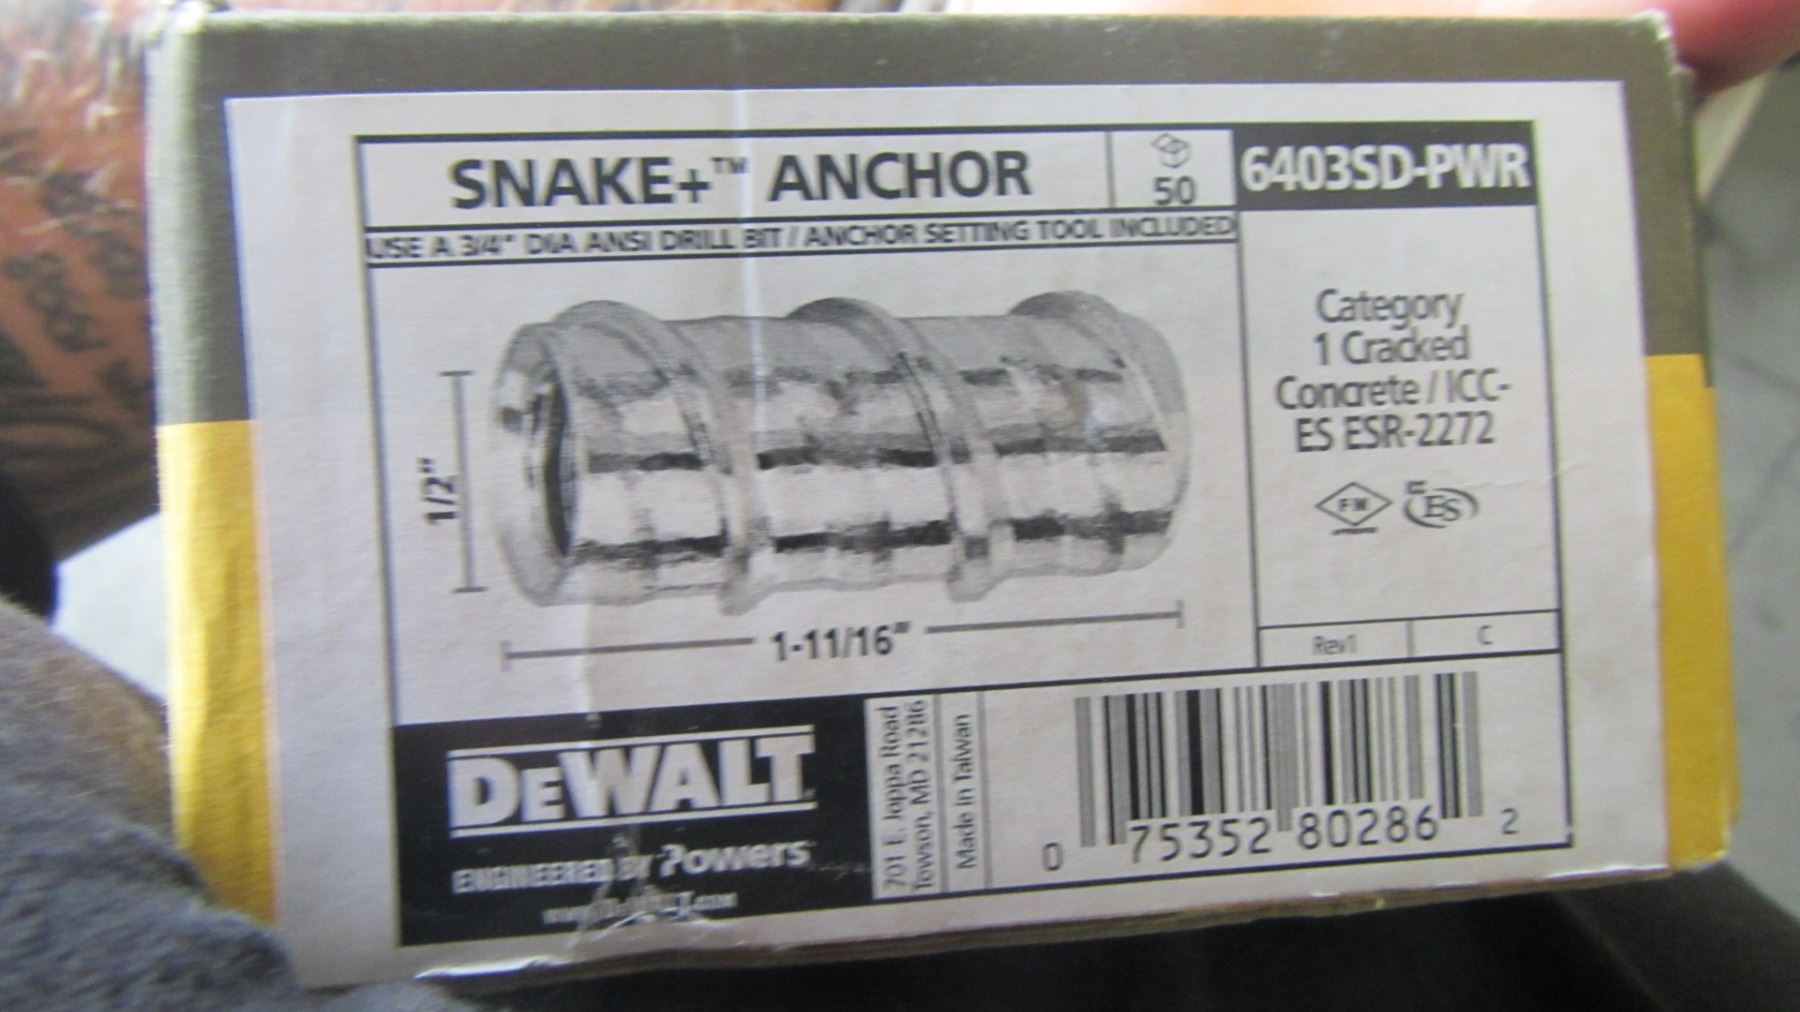 SNAKE+™ ANCHOR
50
6403SD-PWR
USE A 3/4" DIA ANSI DRILL BIT / ANCHOR SETTING TOOL INCLUDED
Category
1 Cracked
Concrete / ICC-
ES ESR-2272
FM
ES
1/2"
1-11/16"
Rev1
C
DEWALT
ENGINEERED BY Powers
701 E. Joppa Road
Towson, MD 21286
Made in Taiwan
0 75352 80286 2